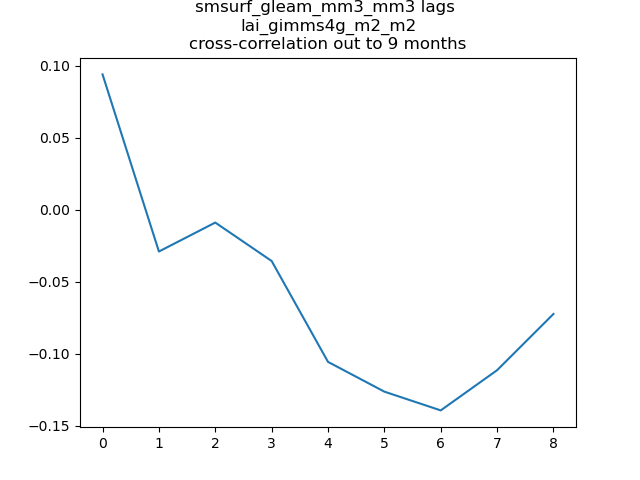 smsurf_gleam_mm3_mm3 lags
lai_gimms4g_m2_m2
cross-correlation out to 9 months
0.10
0.05
0.00
−0.05
−0.10
−0.15
0 1 2 3 4 5 6 7 8